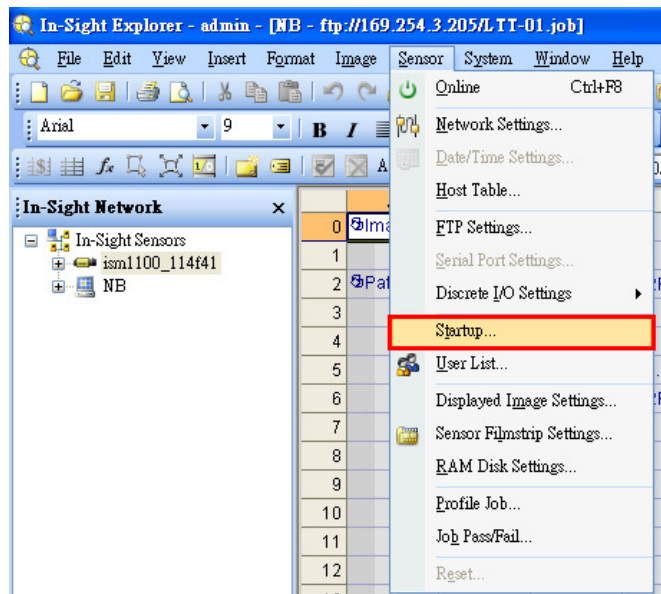 In-Sight Explorer - admin - [NB - ftp://169.254.3.205/LTT-01.job]
File Edit View Insert Format Image Sensor System Window Help
Arial 9 B I
In-Sight Network
In-Sight Sensors
ism1100_114f41
NB
0 Ima
1
2 Pat
3
4
5
6
7
8
9
10
11
12
Online Ctrl+F8
Network Settings...
Date/Time Settings...
Host Table...
FTP Settings...
Serial Port Settings...
Discrete I/O Settings
Startup...
User List...
Displayed Image Settings...
Sensor Filmstrip Settings...
RAM Disk Settings...
Profile Job...
Job Pass/Fail...
Reset...